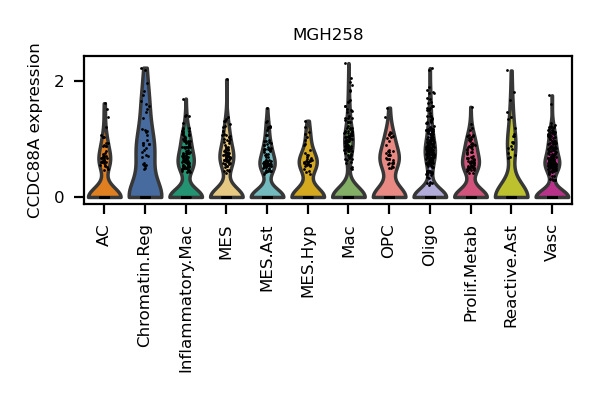 MGH258
CCDC88A expression
2
0
AC
Chromatin.Reg
Inflammatory.Mac
MES
MES.Ast
MES.Hyp
Mac
OPC
Oligo
Prolif.Metab
Reactive.Ast
Vasc